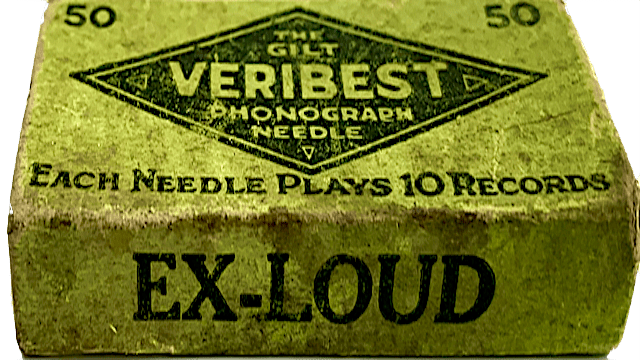 50 50
THE
GILT
VERIBEST
PHONOGRAPH
NEEDLE
EACH NEEDLE PLAYS 10 RECORDS
EX-LOUD